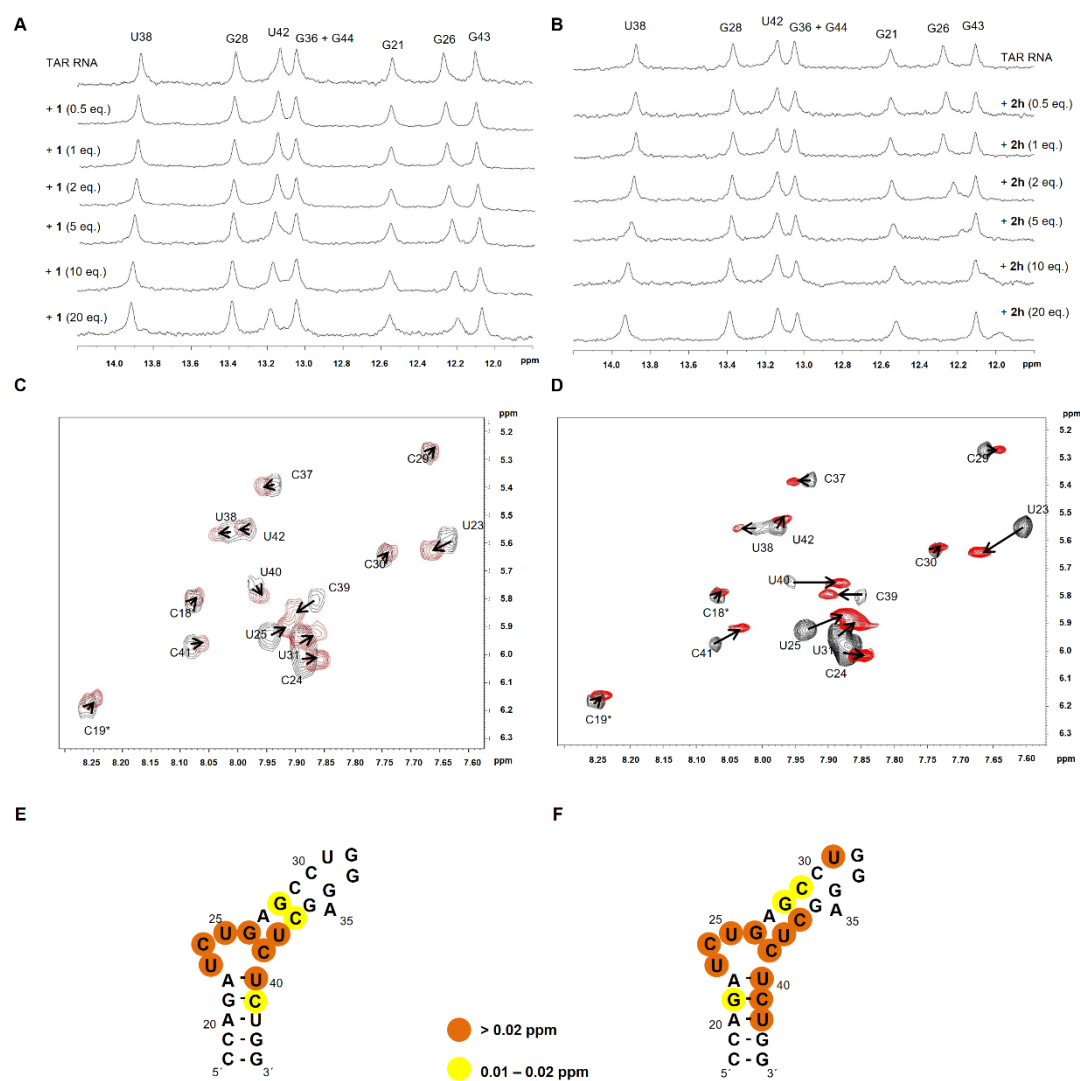 A
U38
G28
U42
G36 + G44
G21
G26
G43
TAR RNA
+ 1 (0.5 eq.)
+ 1 (1 eq.)
+ 1 (2 eq.)
+ 1 (5 eq.)
+ 1 (10 eq.)
+ 1 (20 eq.)
14.0 13.8 13.6 13.4 13.2 13.0 12.8 12.6 12.4 12.2 12.0 ppm
B
U38
G28
U42
G36 + G44
G21
G26
G43
TAR RNA
+ 2h (0.5 eq.)
+ 2h (1 eq.)
+ 2h (2 eq.)
+ 2h (5 eq.)
+ 2h (10 eq.)
+ 2h (20 eq.)
14.0 13.8 13.6 13.4 13.2 13.0 12.8 12.6 12.4 12.2 12.0 ppm
C
ppm
5.2
5.3
5.4
5.5
5.6
5.7
5.8
5.9
6.0
6.1
6.2
6.3
C29
C37
U38
U42
U23
C30
U40
C39
C18*
U25
C41
U31
C24
C19*
8.25 8.20 8.15 8.10 8.05 8.00 7.95 7.90 7.85 7.80 7.75 7.70 7.65 7.60 ppm
D
ppm
5.2
5.3
5.4
5.5
5.6
5.7
5.8
5.9
6.0
6.1
6.2
6.3
C29
C37
U23
U38
U42
C30
U40
C39
C18*
U25
C41
U31
C24
C19*
8.25 8.20 8.15 8.10 8.05 8.00 7.95 7.90 7.85 7.80 7.75 7.70 7.65 7.60 ppm
E
30
C U G
C G
G G
A C G A
35
25
U G U
C C
U
A - U 40
G - C
20 A - U
C - G
C - G
5´ 3´
> 0.02 ppm
0.01 – 0.02 ppm
F
30
C U G
C G
G G
A C G A
35
25
U G U
C C
U
A - U 40
G - C
20 A - U
C - G
C - G
5´ 3´